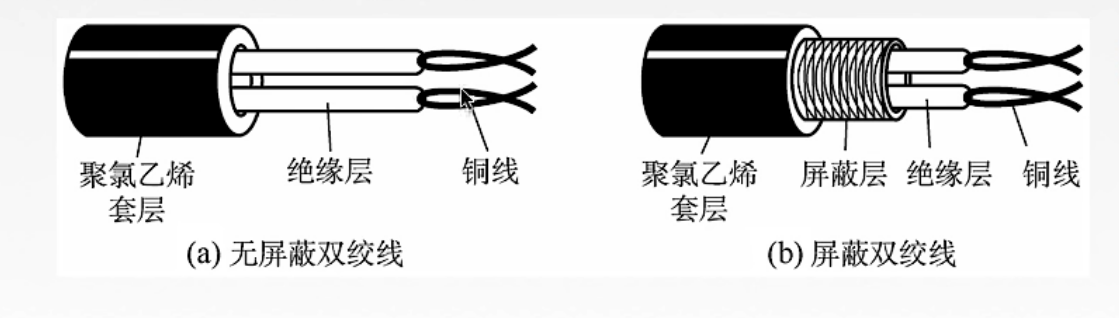 聚氯乙烯
套层
绝缘层
铜线
(a) 无屏蔽双绞线
聚氯乙烯
套层
屏蔽层
绝缘层
铜线
(b) 屏蔽双绞线